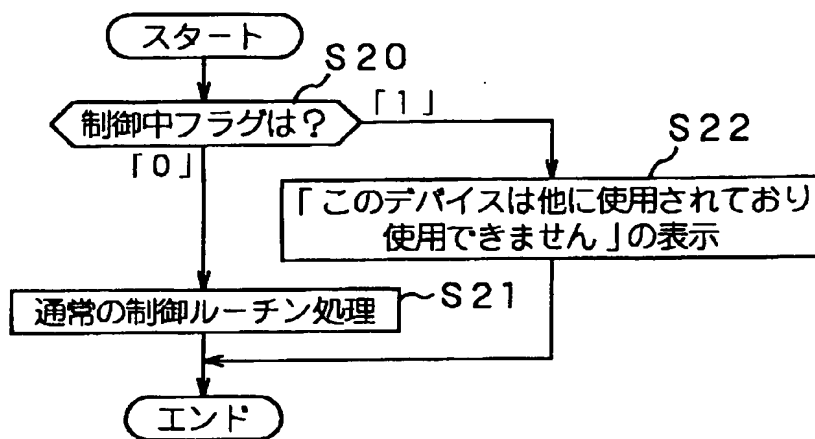 スタート
S20
制御中フラグは?
「1」
「0」
S22
「このデバイスは他に使用されており
使用できません」の表示
通常の制御ルーチン処理
S21
エンド